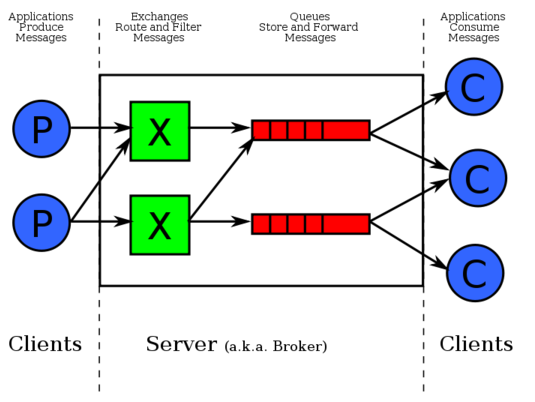 Applications
Produce
Messages
Exchanges
Route and Filter
Messages
Queues
Store and Forward
Messages
Applications
Consume
Messages
P
X
C
C
P
X
C
Clients
Server (a.k.a. Broker)
Clients